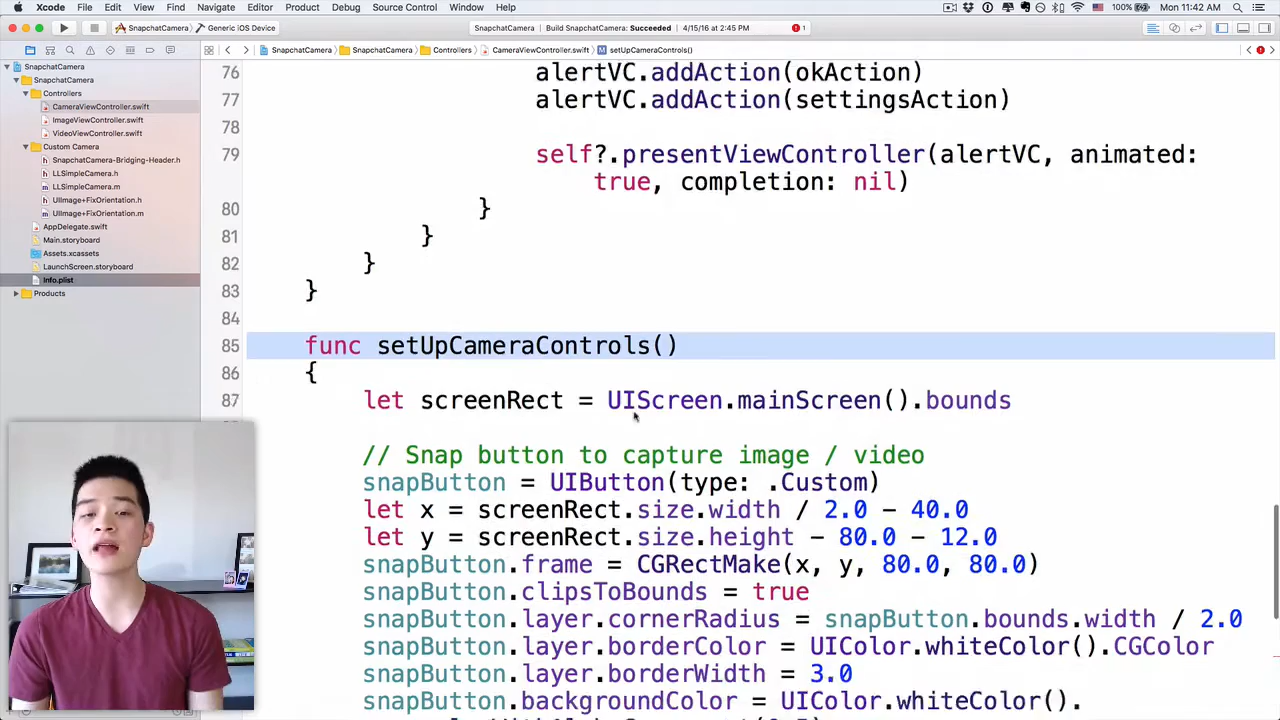 Xcode File Edit View Find Navigate Editor Product Debug Source Control Window Help 100% Mon 11:42 AM
SnapchatCamera Generic iOS Device SnapchatCamera | Build SnapchatCamera: Succeeded 4/15/16 at 2:45 PM 1
SnapchatCamera SnapchatCamera Controllers CameraViewController.swift M setUpCameraControls()
SnapchatCamera
SnapchatCamera
Controllers
CameraViewController.swift
ImageViewController.swift
VideoViewController.swift
Custom Camera
SnapchatCamera-Bridging-Header.h
LLSimpleCamera.h
LLSimpleCamera.m
UIImage+FixOrientation.h
UIImage+FixOrientation.m
AppDelegate.swift
Main.storyboard
Assets.xcassets
LaunchScreen.storyboard
Info.plist
Products
76 alertVC.addAction(okAction)
77 alertVC.addAction(settingsAction)
78
79 self?.presentViewController(alertVC, animated:
true, completion: nil)
80 }
81 }
82 }
83 }
84
85 func setUpCameraControls()
86 {
87 let screenRect = UIScreen.mainScreen().bounds
// Snap button to capture image / video
snapButton = UIButton(type: .Custom)
let x = screenRect.size.width / 2.0 - 40.0
let y = screenRect.size.height - 80.0 - 12.0
snapButton.frame = CGRectMake(x, y, 80.0, 80.0)
snapButton.clipsToBounds = true
snapButton.layer.cornerRadius = snapButton.bounds.width / 2.0
snapButton.layer.borderColor = UIColor.whiteColor().CGColor
snapButton.layer.borderWidth = 3.0
snapButton.backgroundColor = UIColor.whiteColor().